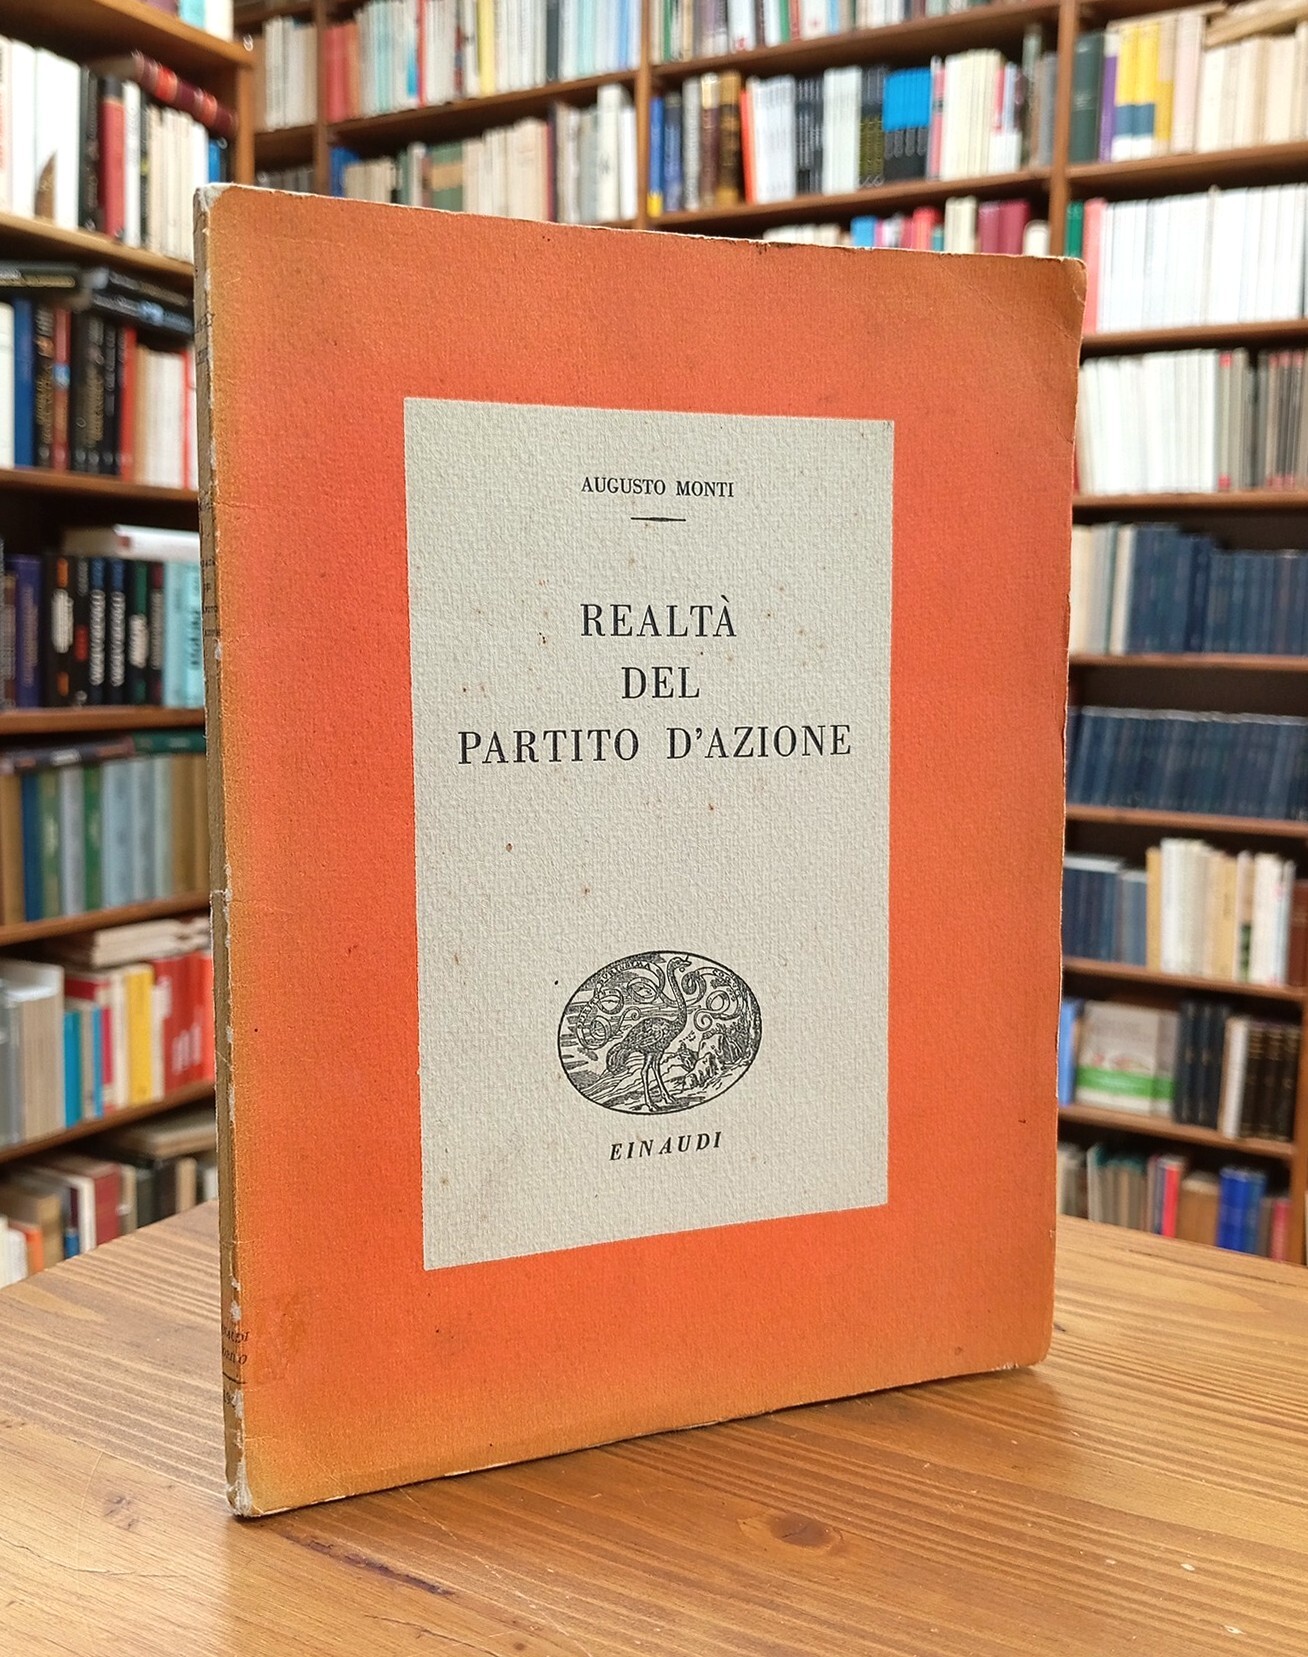 AUGUSTO MONTI
REALTÀ
DEL
PARTITO D'AZIONE
EINAUDI